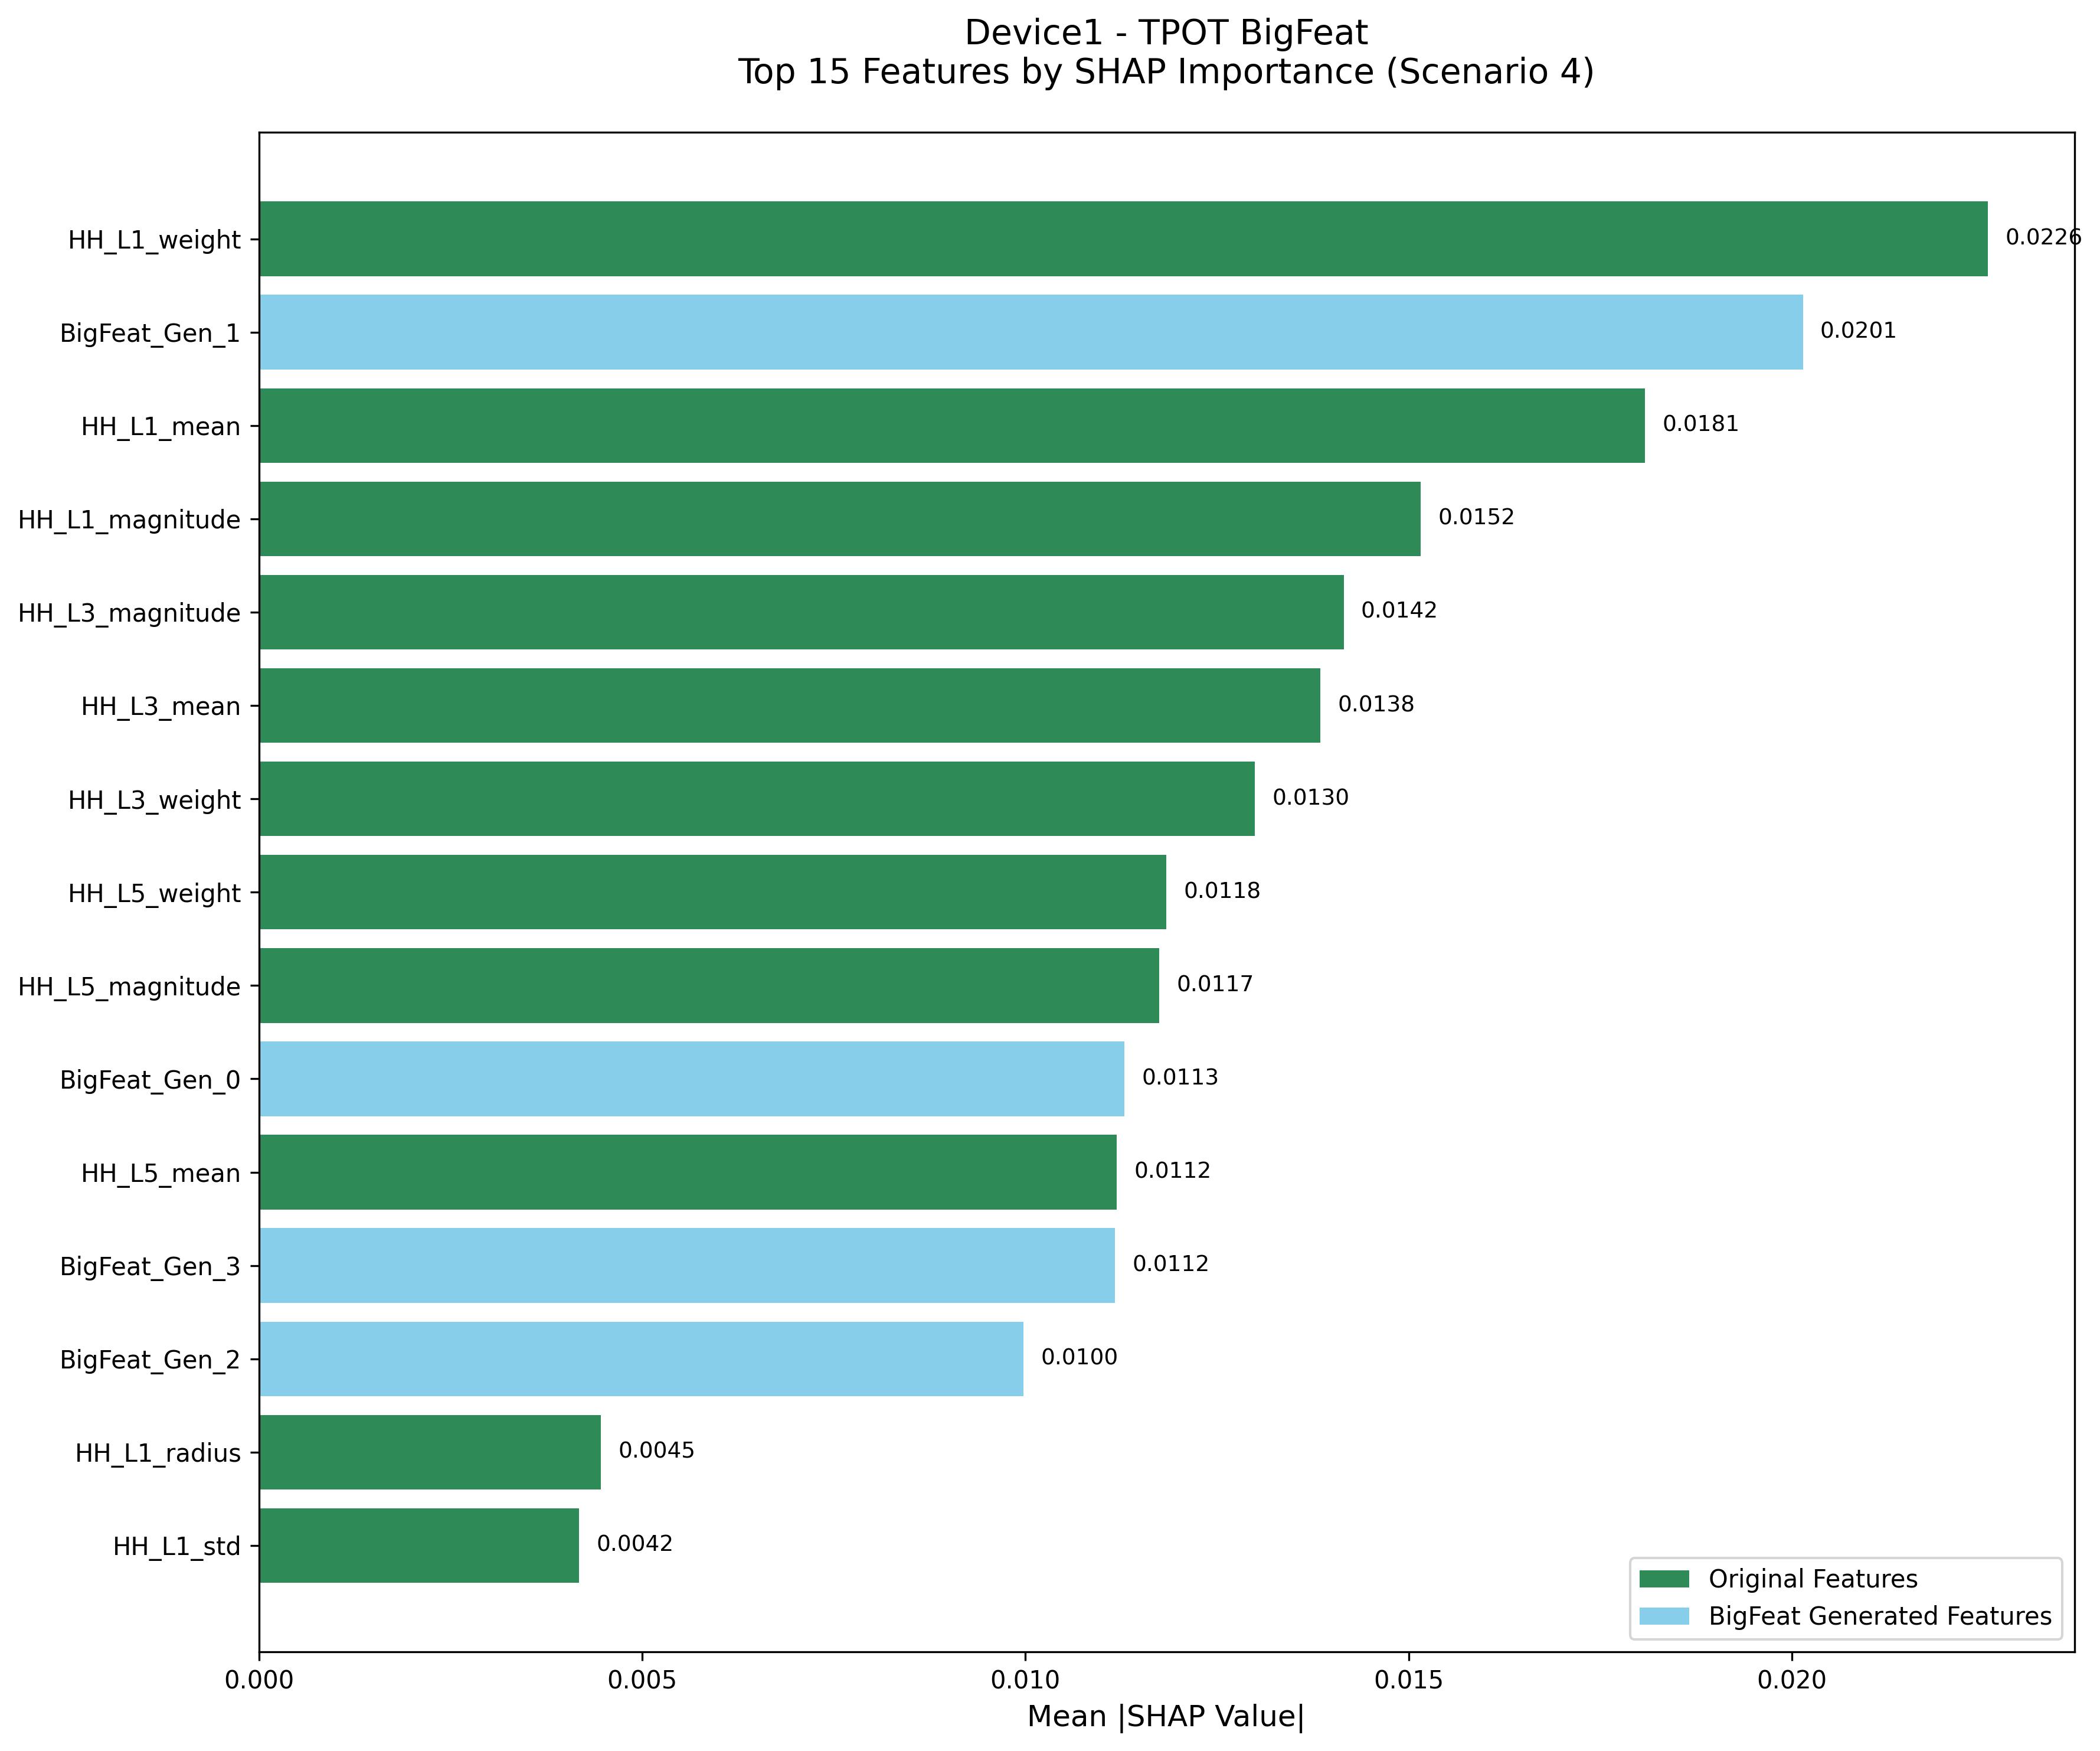 Device1 - TPOT BigFeat
Top 15 Features by SHAP Importance (Scenario 4)
HH_L1_weight 0.0226
BigFeat_Gen_1 0.0201
HH_L1_mean 0.0181
HH_L1_magnitude 0.0152
HH_L3_magnitude 0.0142
HH_L3_mean 0.0138
HH_L3_weight 0.0130
HH_L5_weight 0.0118
HH_L5_magnitude 0.0117
BigFeat_Gen_0 0.0113
HH_L5_mean 0.0112
BigFeat_Gen_3 0.0112
BigFeat_Gen_2 0.0100
HH_L1_radius 0.0045
HH_L1_std 0.0042
Original Features
BigFeat Generated Features
0.000 0.005 0.010 0.015 0.020
Mean |SHAP Value|